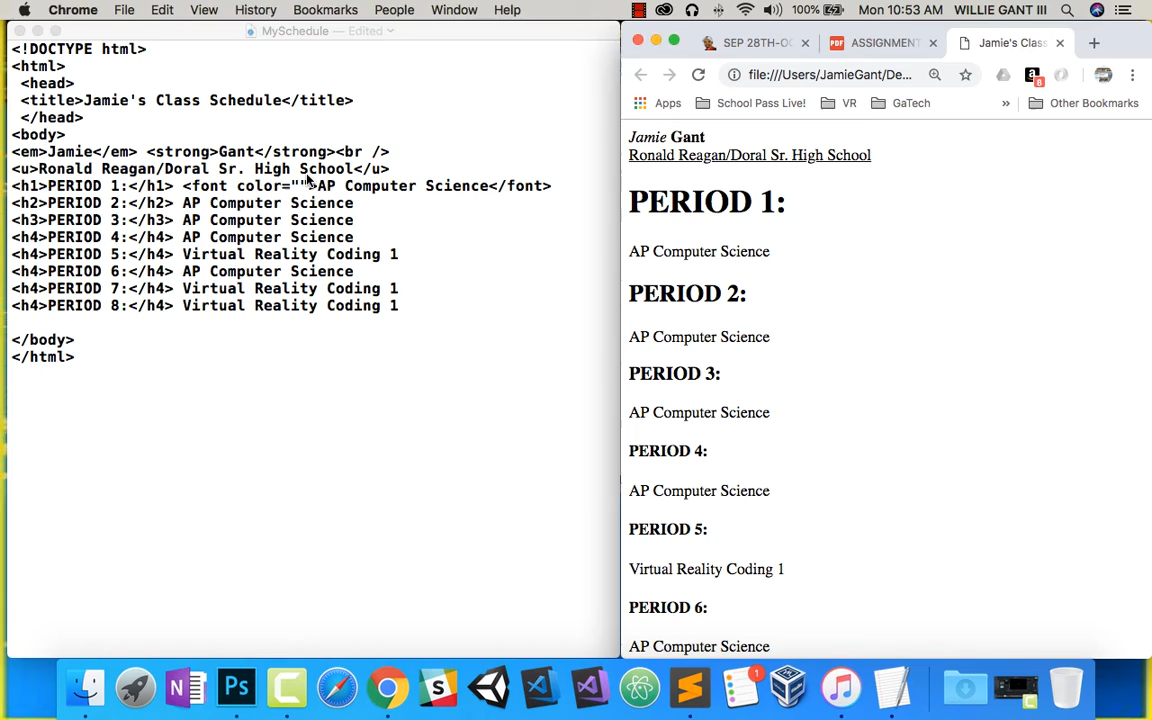 Chrome File Edit View History Bookmarks People Window Help 100% Mon 10:53 AM WILLIE GANT III
MySchedule — Edited
<!DOCTYPE html>
<html>
<head>
<title>Jamie's Class Schedule</title>
</head>
<body>
<em>Jamie</em> <strong>Gant</strong><br />
<u>Ronald Reagan/Doral Sr. High School</u>
<h1>PERIOD 1:</h1> <font color="">AP Computer Science</font>
<h2>PERIOD 2:</h2> AP Computer Science
<h3>PERIOD 3:</h3> AP Computer Science
<h4>PERIOD 4:</h4> AP Computer Science
<h4>PERIOD 5:</h4> Virtual Reality Coding 1
<h4>PERIOD 6:</h4> AP Computer Science
<h4>PERIOD 7:</h4> Virtual Reality Coding 1
<h4>PERIOD 8:</h4> Virtual Reality Coding 1
</body>
</html>
SEP 28TH-OC PDF ASSIGNMENT Jamie's Class
file:///Users/JamieGant/De... 8
Apps School Pass Live! VR GaTech » Other Bookmarks
Jamie Gant
Ronald Reagan/Doral Sr. High School
PERIOD 1:
AP Computer Science
PERIOD 2:
AP Computer Science
PERIOD 3:
AP Computer Science
PERIOD 4:
AP Computer Science
PERIOD 5:
Virtual Reality Coding 1
PERIOD 6:
AP Computer Science
N Ps C S 1